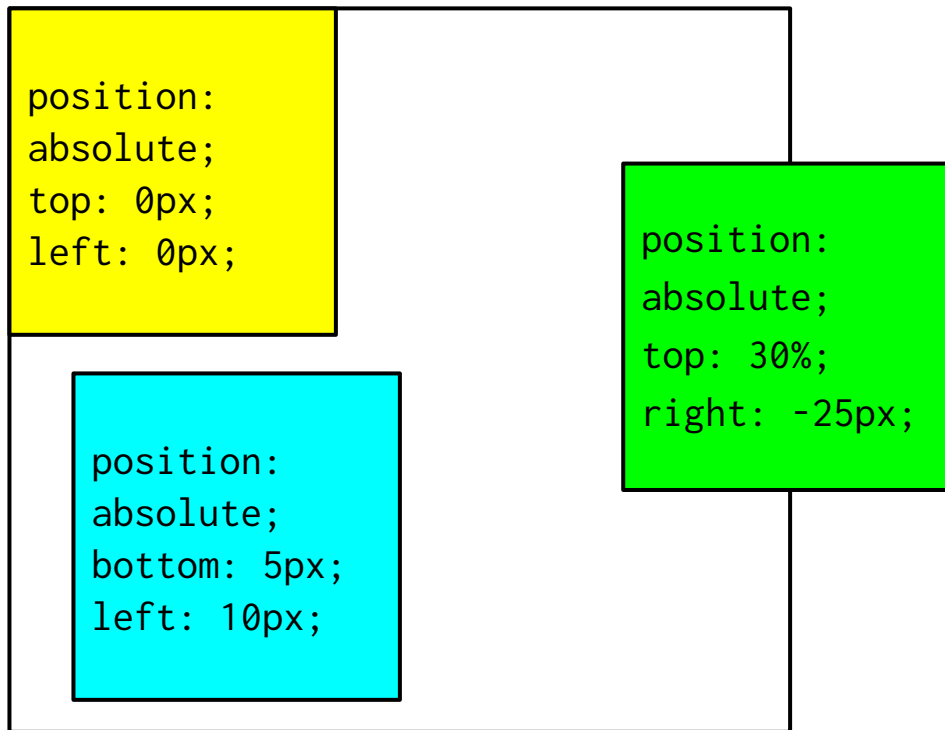 position:
absolute;
top: 0px;
left: 0px;
position:
absolute;
top: 30%;
right: -25px;
position:
absolute;
bottom: 5px;
left: 10px;